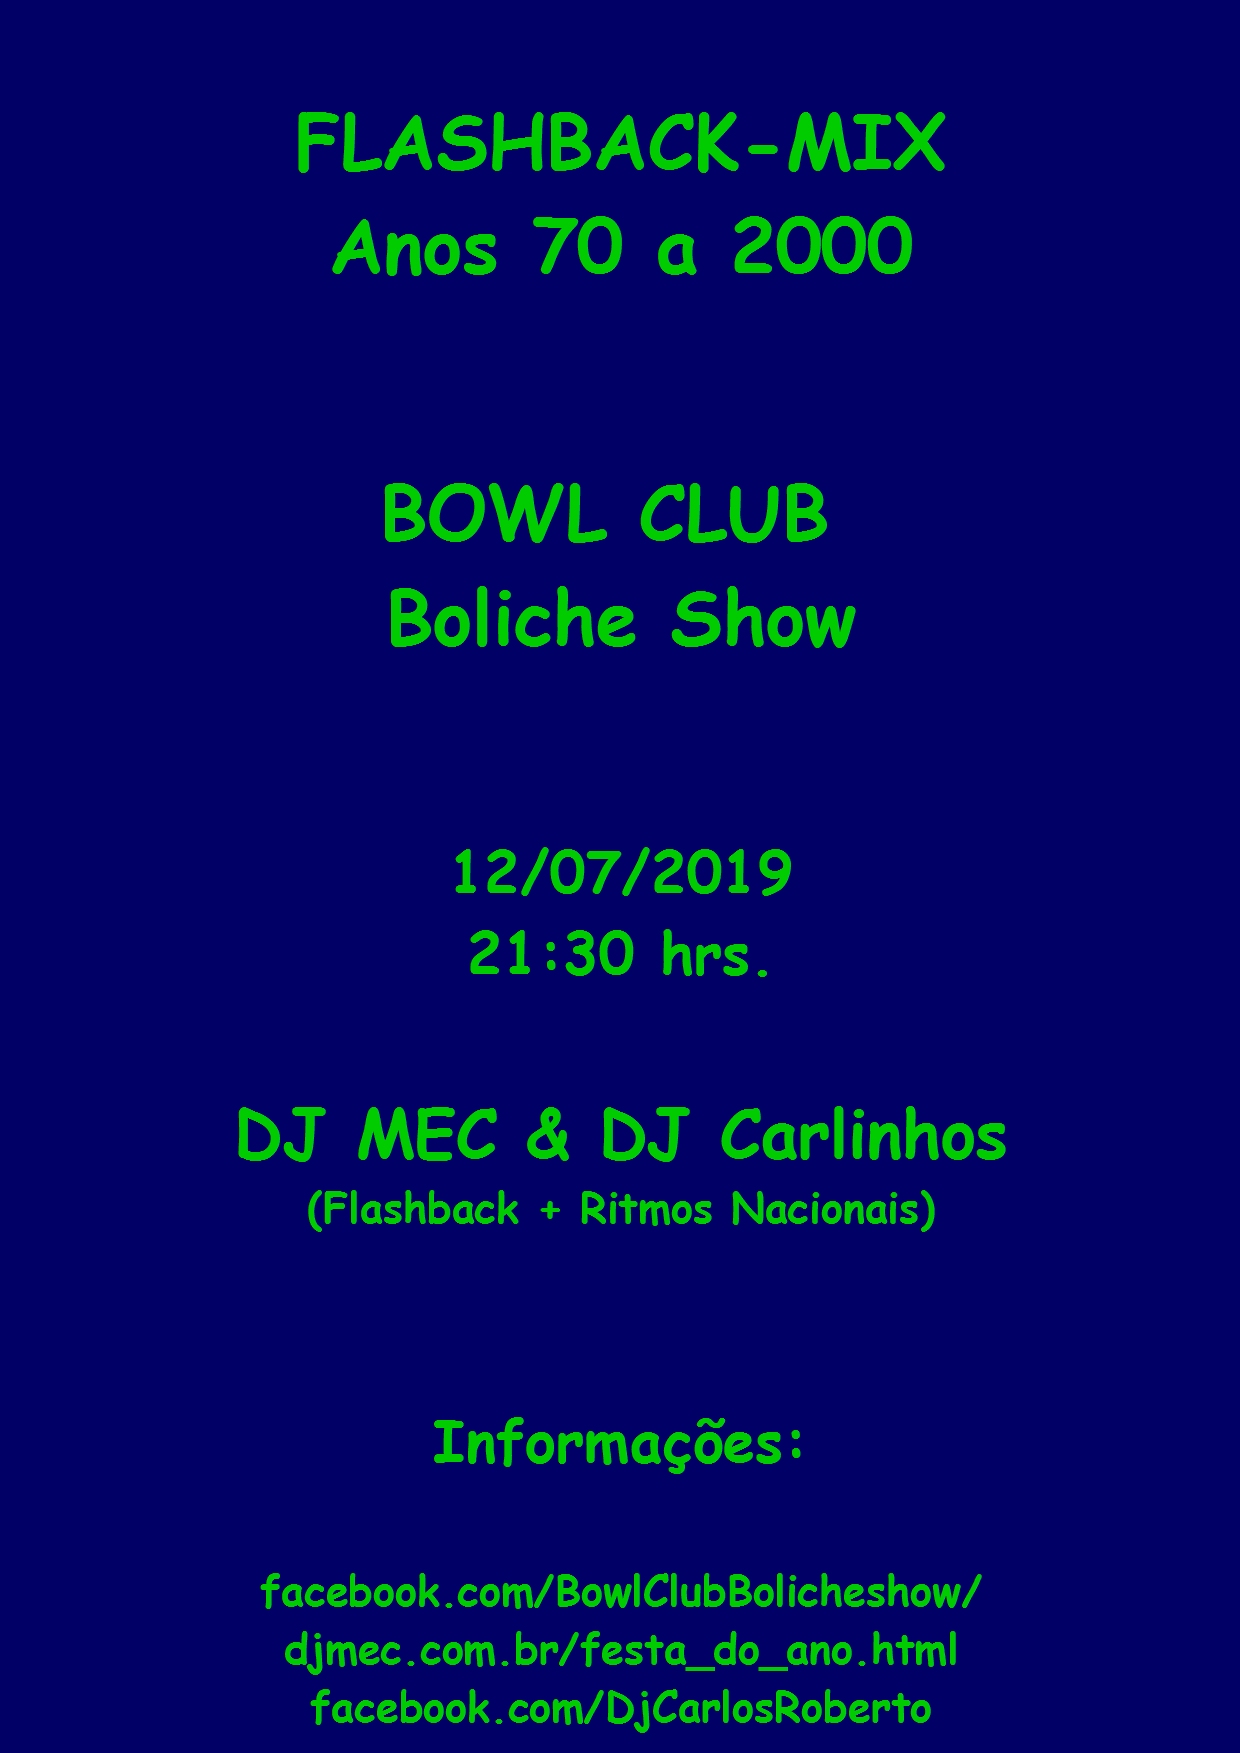 FLASHBACK-MIX
Anos 70 a 2000
BOWL CLUB
Boliche Show
12/07/2019
21:30 hrs.
DJ MEC & DJ Carlinhos
(Flashback + Ritmos Nacionais)
Informações:
facebook.com/BowlClubBolicheshow/
djmec.com.br/festa_do_ano.html
facebook.com/DjCarlosRoberto